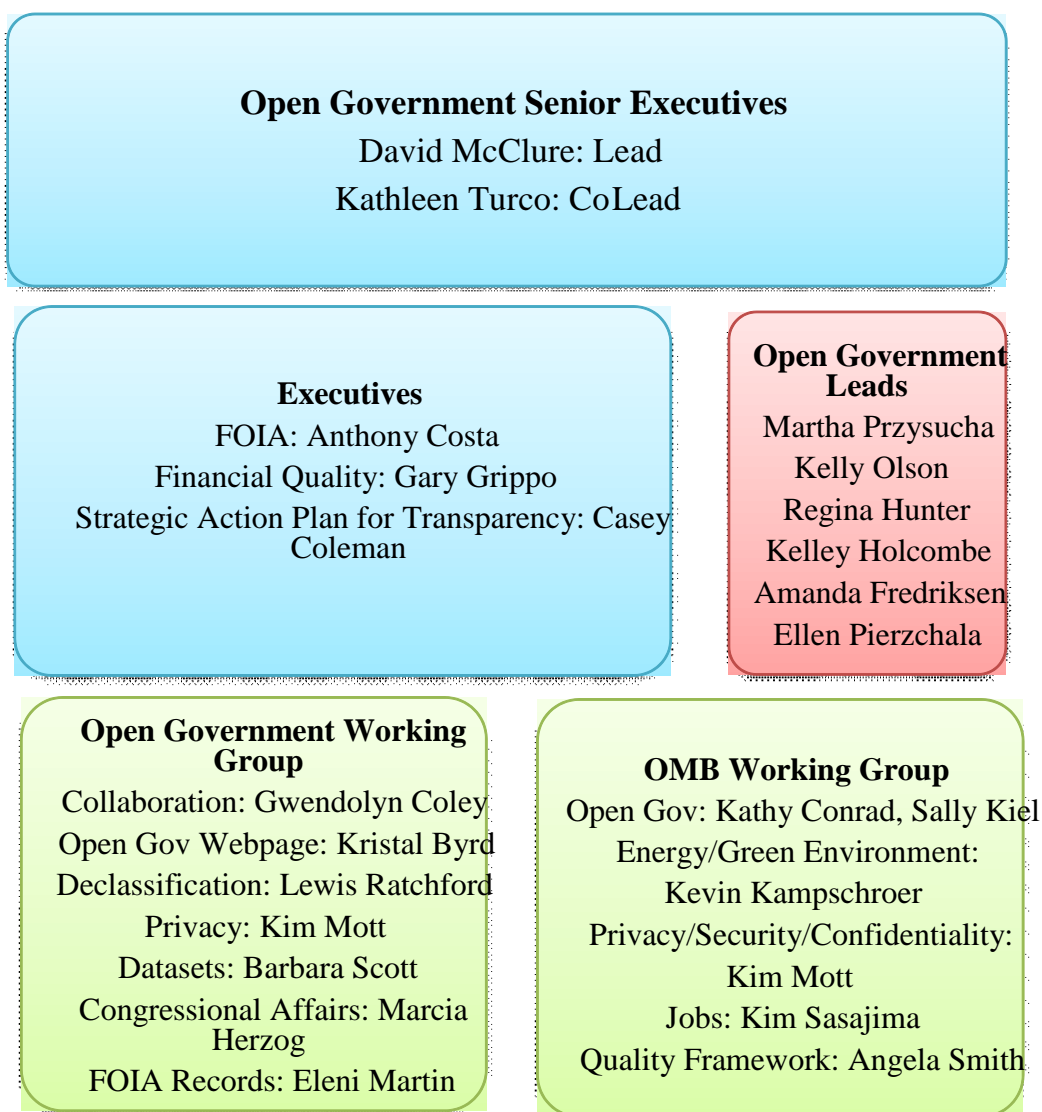 Open Government Senior Executives
David McClure: Lead
Kathleen Turco: CoLead
Executives
FOIA: Anthony Costa
Financial Quality: Gary Grippo
Strategic Action Plan for Transparency: Casey
Coleman
Open Government
Leads
Martha Przysucha
Kelly Olson
Regina Hunter
Kelley Holcombe
Amanda Fredriksen
Ellen Pierzchala
Open Government Working
Group
Collaboration: Gwendolyn Coley
Open Gov Webpage: Kristal Byrd
Declassification: Lewis Ratchford
Privacy: Kim Mott
Datasets: Barbara Scott
Congressional Affairs: Marcia
Herzog
FOIA Records: Eleni Martin
OMB Working Group
Open Gov: Kathy Conrad, Sally Kiel
Energy/Green Environment:
Kevin Kampschroer
Privacy/Security/Confidentiality:
Kim Mott
Jobs: Kim Sasajima
Quality Framework: Angela Smith